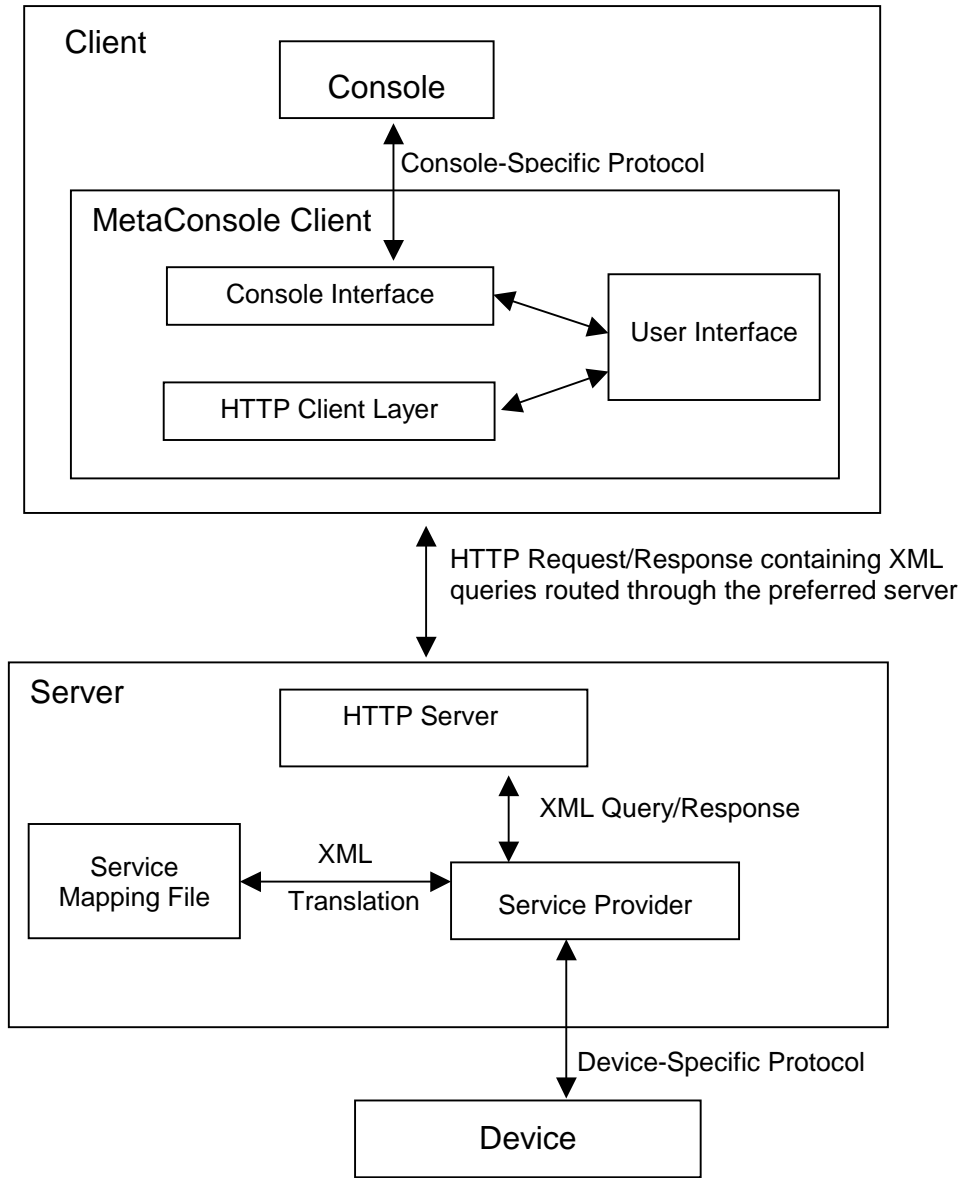 Client
Console
Console-Specific Protocol
MetaConsole Client
Console Interface
User Interface
HTTP Client Layer
HTTP Request/Response containing XML
queries routed through the preferred server
Server
HTTP Server
XML Query/Response
Service
Mapping File
XML
Translation
Service Provider
Device-Specific Protocol
Device